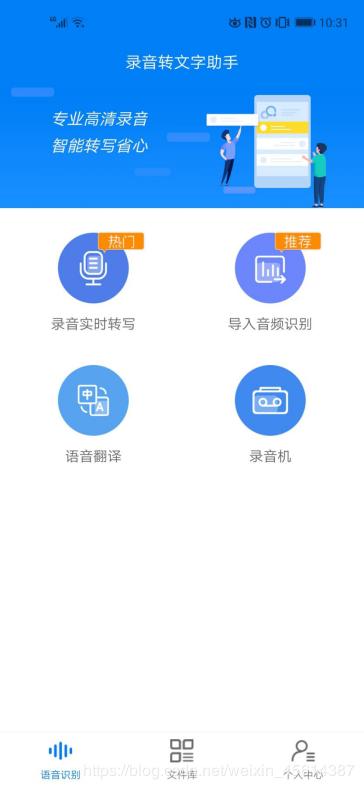 10:31
录音转文字助手
专业高清录音
智能转写省心
热门
推荐
录音实时转写
导入音频识别
中
A
语音翻译
录音机
语音识别
文件库
个人中心
https://blog.csdn.net/weixin_45614387